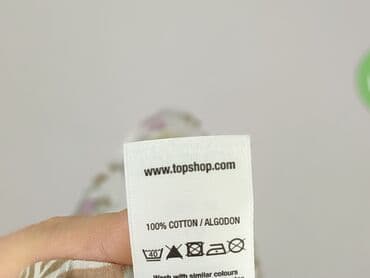 www.topshop.com
100% COTTON / ALGODON
40
Wash with similar colours